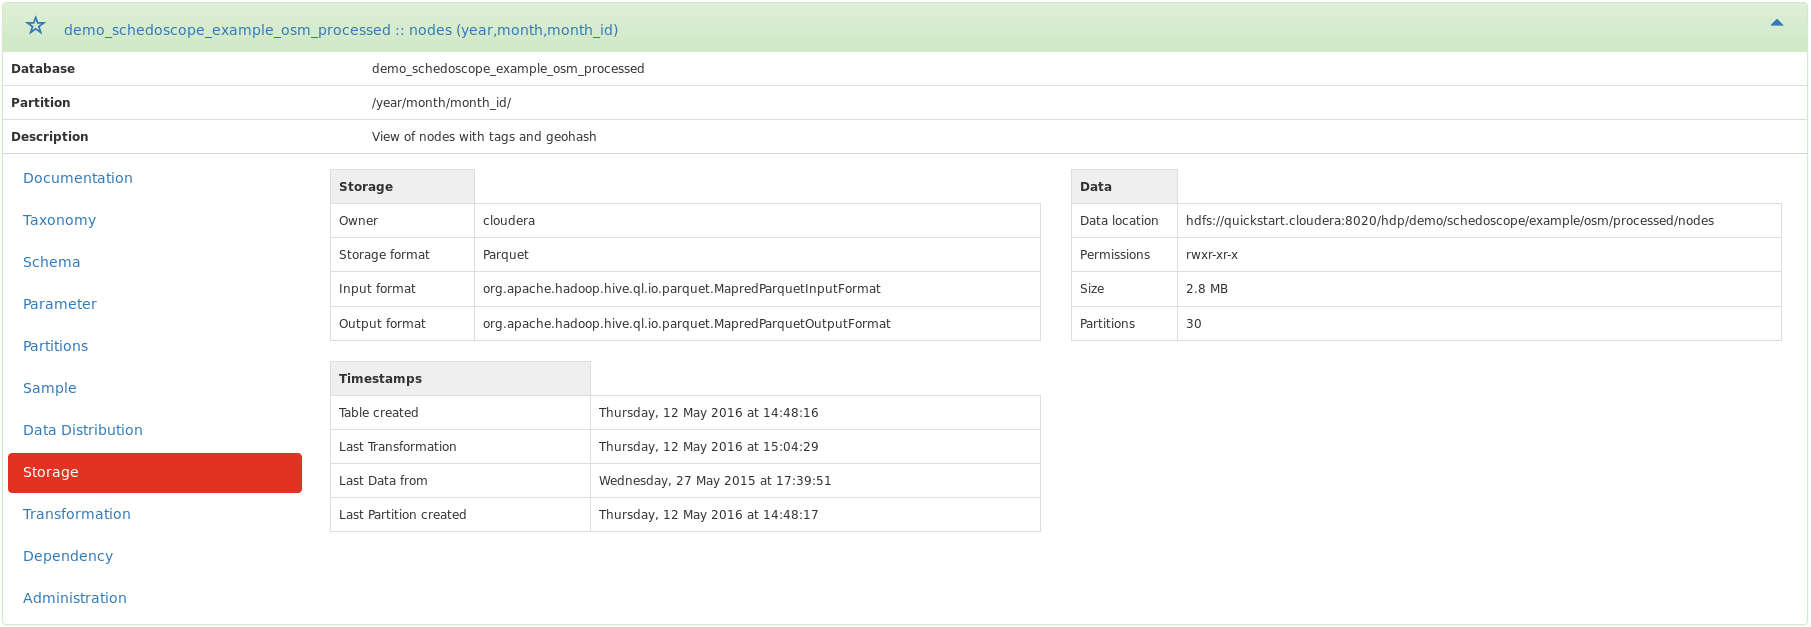 demo_schedoscope_example_osm_processed :: nodes (year,month,month_id)
Database demo_schedoscope_example_osm_processed
Partition /year/month/month_id/
Description View of nodes with tags and geohash
Documentation
Taxonomy
Schema
Parameter
Partitions
Sample
Data Distribution
Storage
Transformation
Dependency
Administration
Storage
Owner cloudera
Storage format Parquet
Input format org.apache.hadoop.hive.ql.io.parquet.MapredParquetInputFormat
Output format org.apache.hadoop.hive.ql.io.parquet.MapredParquetOutputFormat
Data
Data location hdfs://quickstart.cloudera:8020/hdp/demo/schedoscope/example/osm/processed/nodes
Permissions rwxr-xr-x
Size 2.8 MB
Partitions 30
Timestamps
Table created Thursday, 12 May 2016 at 14:48:16
Last Transformation Thursday, 12 May 2016 at 15:04:29
Last Data from Wednesday, 27 May 2015 at 17:39:51
Last Partition created Thursday, 12 May 2016 at 14:48:17